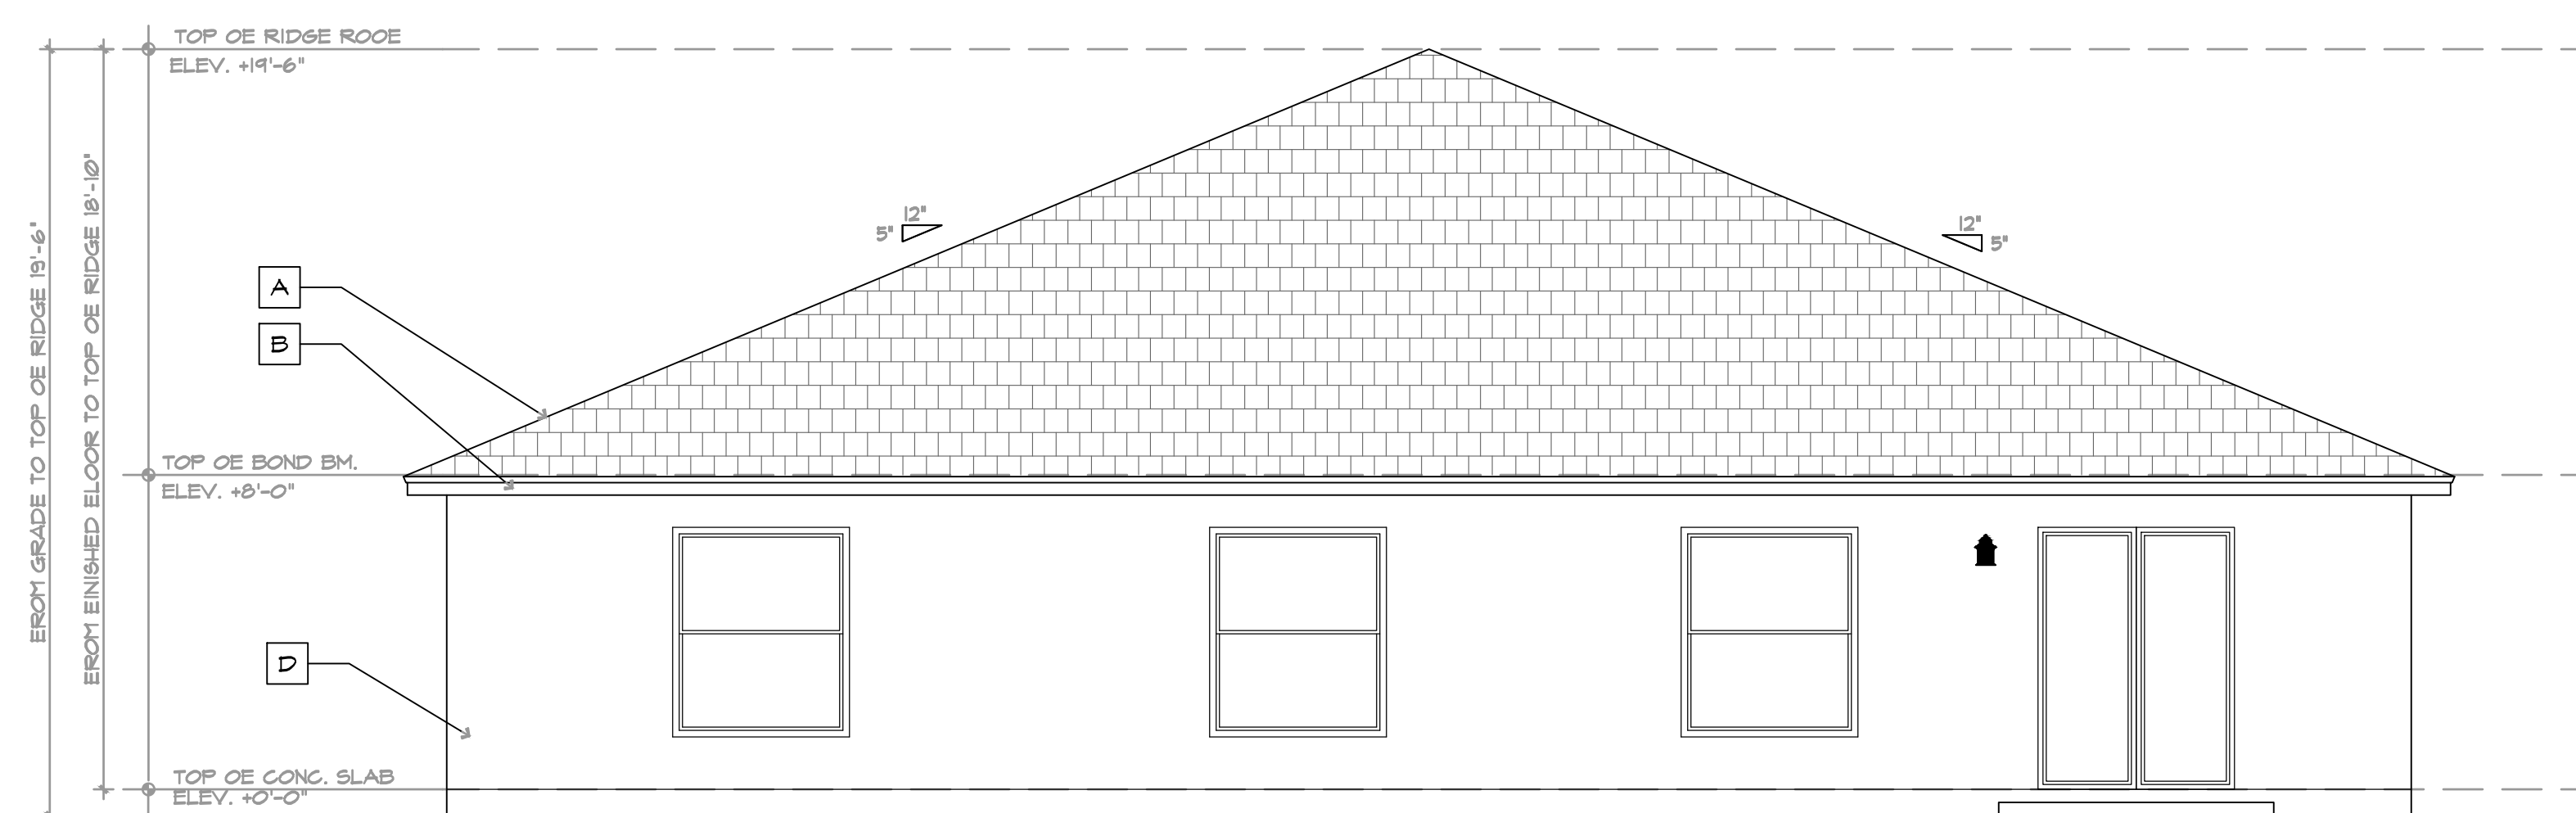 TOP OE RIDGE ROOE
ELEV. +19'-6"
12"
5"
12"
5"
A
B
TOP OE BOND BM.
ELEV. +8'-0"
D
TOP OE CONC. SLAB
ELEV. +0'-0"
EROM GRADE TO TOP OE RIDGE 19'-6"
EROM EINISHED ELOOR TO TOP OE RIDGE 18'-10"